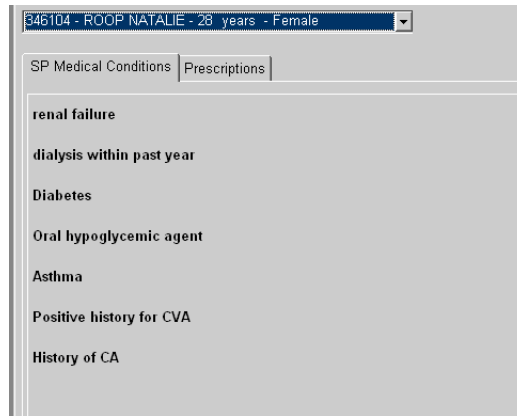 346104 - ROOP NATALIE - 28 years - Female
SP Medical Conditions Prescriptions
renal failure
dialysis within past year
Diabetes
Oral hypoglycemic agent
Asthma
Positive history for CVA
History of CA